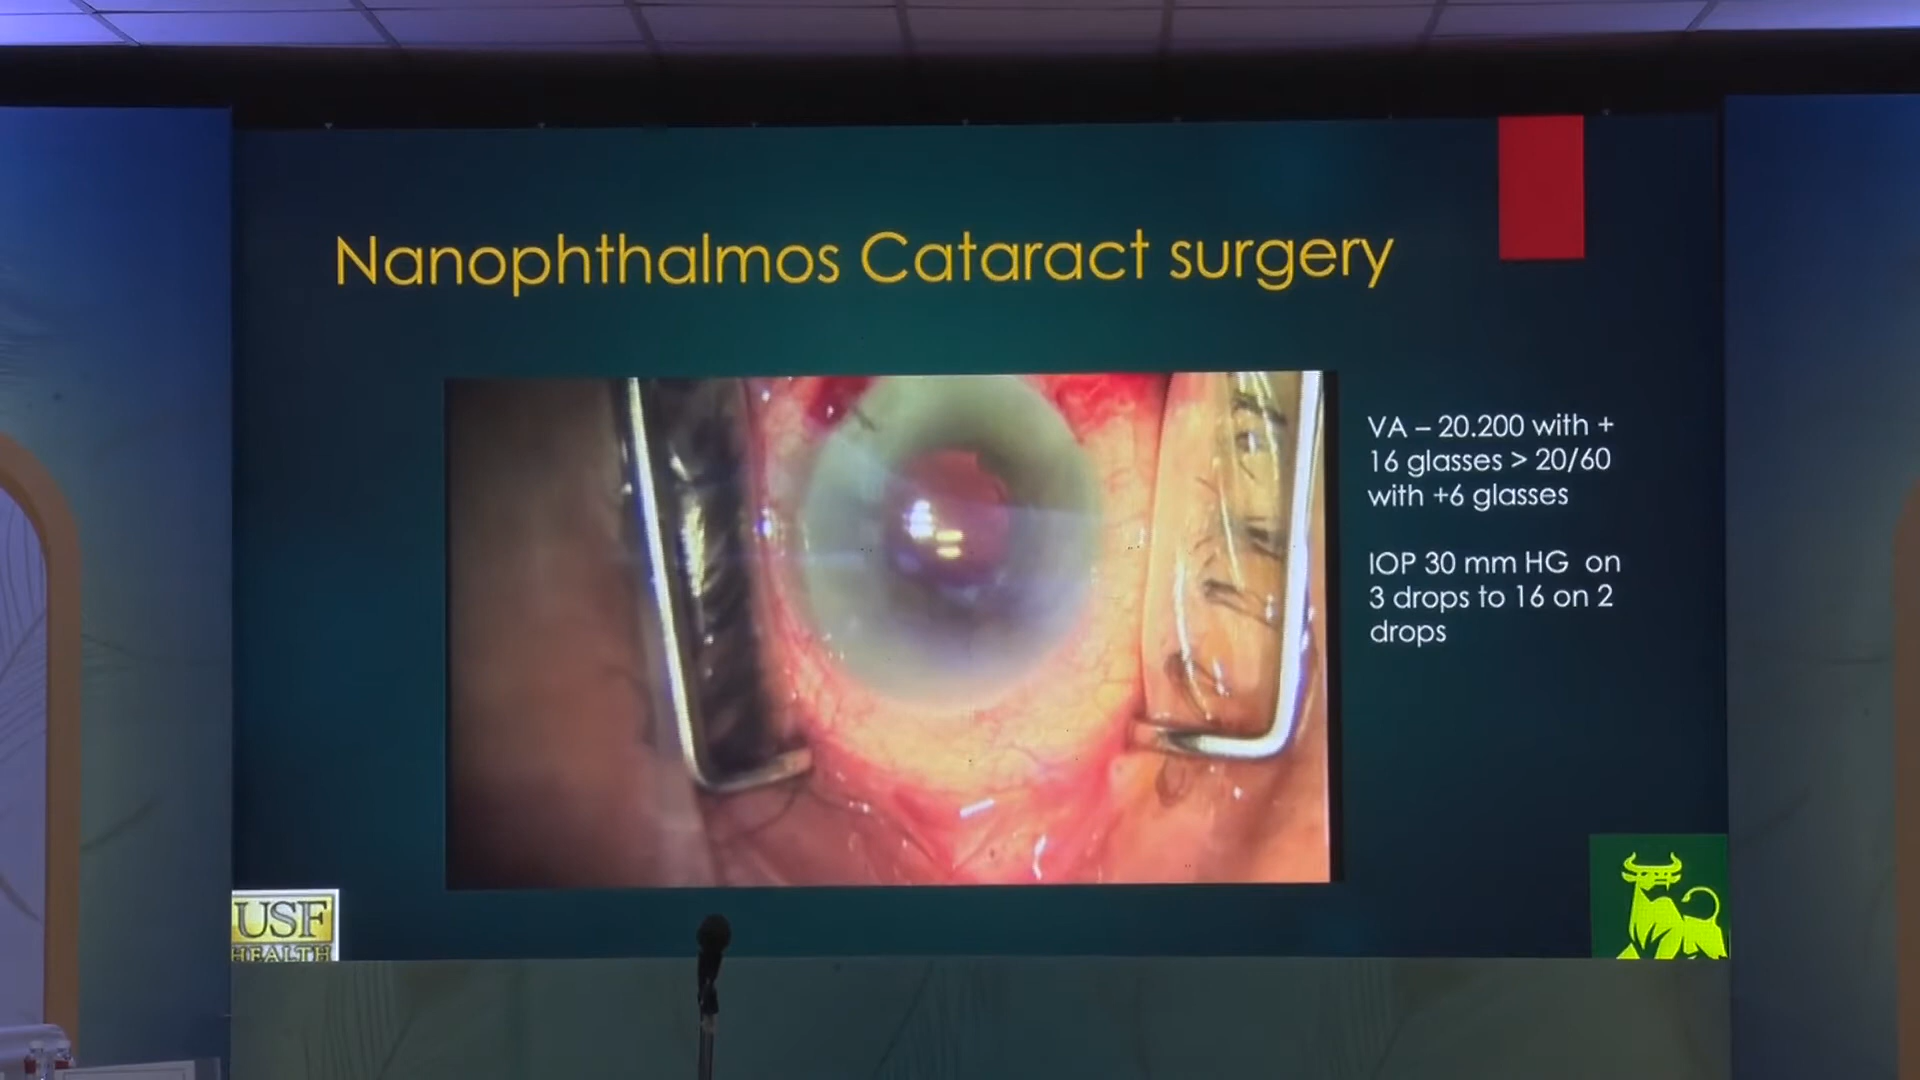 Nanophthalmos Cataract surgery
VA – 20.200 with +
16 glasses > 20/60
with +6 glasses
IOP 30 mm HG on
3 drops to 16 on 2
drops
USF
HEALTH